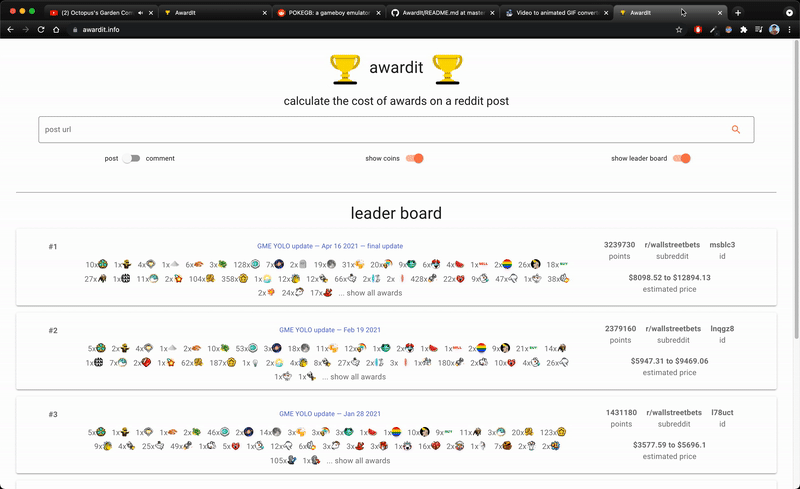 (2) Octopus's Garden Con
AwardIt
POKEGB: a gameboy emulator
AwardIt/README.md at master
Video to animated GIF convert
AwardIt
awardit.info
awardit
calculate the cost of awards on a reddit post
post url
post comment
show coins
show leader board
leader board
#1
GME YOLO update — Apr 16 2021 — final update
10x 1x 4x 1x 6x 3x 128x 7x 2x 19x 31x 20x 9x 6x 4x 1x 2x 26x 18x
27x 1x 11x 2x 104x 358x 1x 12x 12x 66x 2x 2x 428x 22x 9x 47x 1x 38x
2x 24x 17x ... show all awards
3239730 r/wallstreetbets msblc3
points subreddit id
$8098.52 to $12894.13
estimated price
#2
GME YOLO update — Feb 19 2021
5x 2x 4x 1x 2x 10x 53x 3x 18x 11x 12x 1x 2x 1x 1x 2x 9x 21x 14x
1x 7x 2x 1x 62x 187x 1x 2x 4x 8x 27x 2x 3x 1x 180x 2x 10x 4x 26x
1x 1x ... show all awards
2379160 r/wallstreetbets lnqgz8
points subreddit id
$5947.31 to $9469.06
estimated price
#3
GME YOLO update — Jan 28 2021
5x 1x 1x 1x 2x 46x 2x 14x 3x 3x 3x 1x 1x 10x 9x 11x 3x 20x 123x
9x 4x 25x 49x 1x 5x 1x 12x 6x 3x 3x 3x 1x 16x 2x 1x 7x 2x 2x
105x 1x ... show all awards
1431180 r/wallstreetbets l78uct
points subreddit id
$3577.59 to $5696.1
estimated price